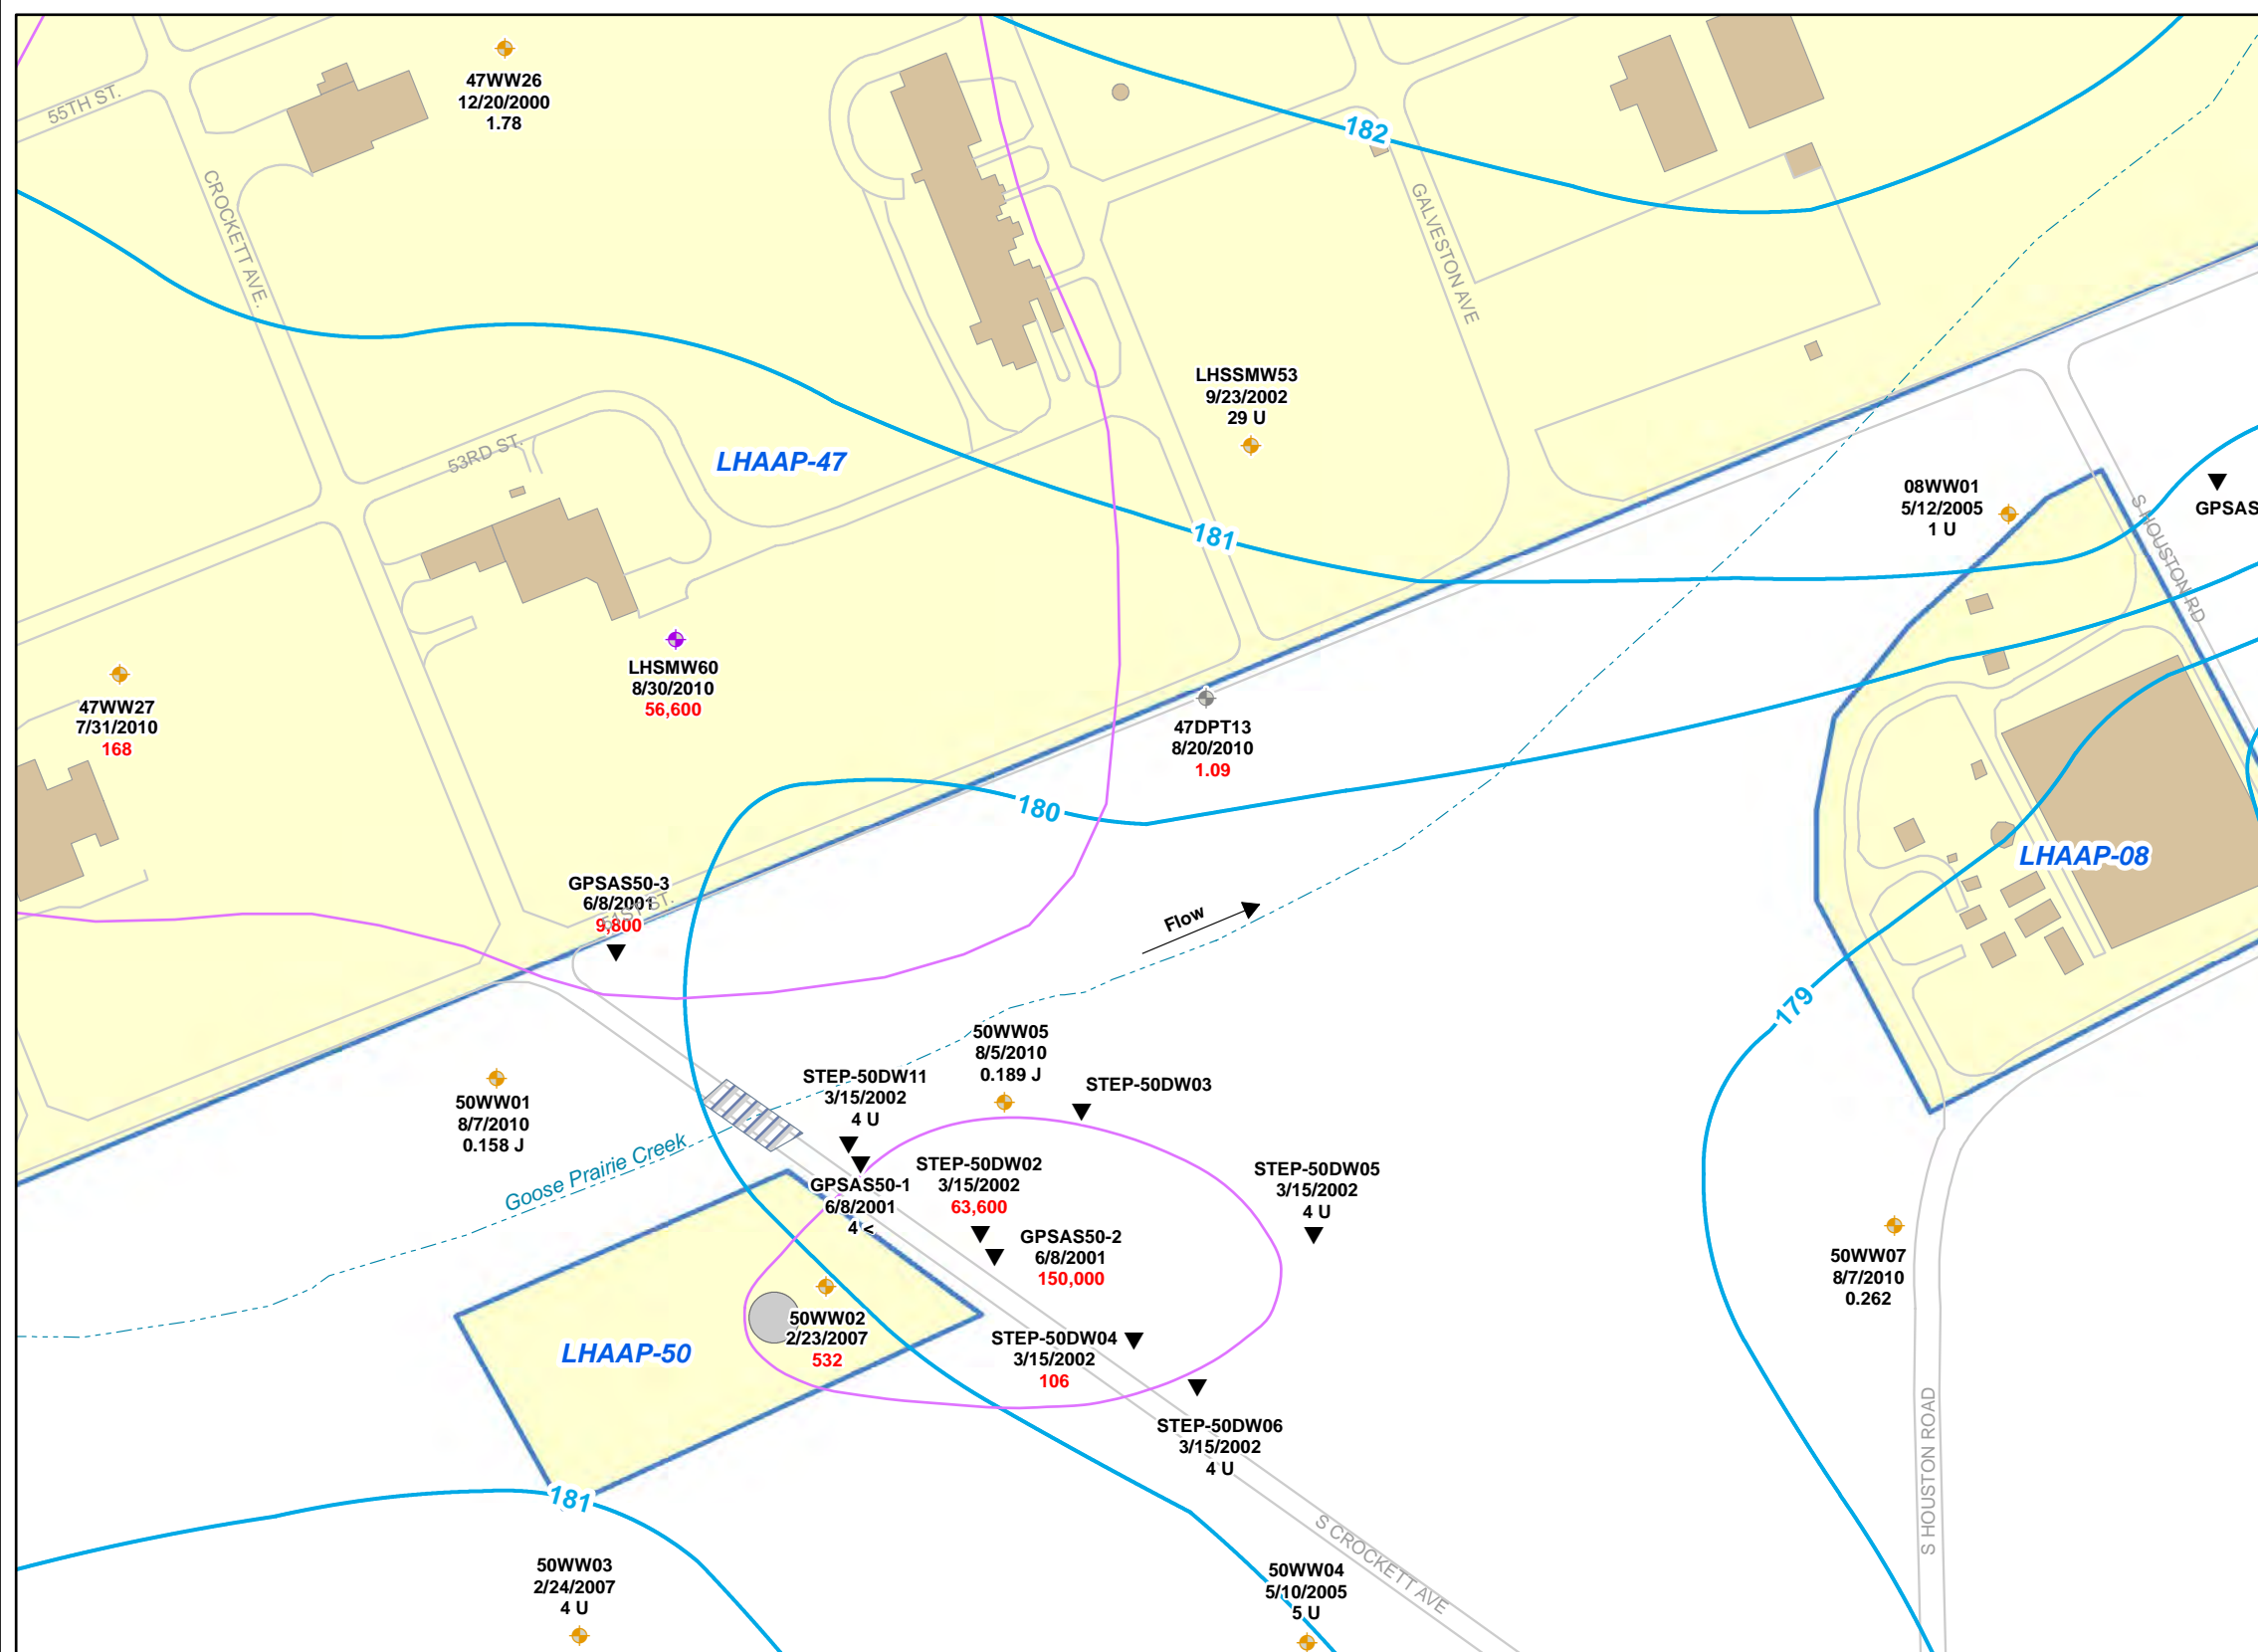 47WW26
12/20/2000
1.78
55TH ST.
182
CROCKETT AVE.
GALVESTON AVE
LHSSMW53
9/23/2002
29 U
53RD ST.
LHAAP-47
08WW01
5/12/2005
1 U
GPSAS
S HOUSTON RD
181
LHSMW60
8/30/2010
56,600
47WW27
7/31/2010
168
47DPT13
8/20/2010
1.09
180
LHAAP-08
GPSAS50-3
6/8/2001
51ST ST.
9,800
Flow
179
50WW05
8/5/2010
0.189 J
STEP-50DW11
3/15/2002
4 U
STEP-50DW03
50WW01
8/7/2010
0.158 J
Goose Prairie Creek
STEP-50DW02
3/15/2002
63,600
STEP-50DW05
3/15/2002
4 U
GPSAS50-1
6/8/2001
4 <
GPSAS50-2
6/8/2001
150,000
50WW07
8/7/2010
0.262
50WW02
2/23/2007
532
LHAAP-50
STEP-50DW04
3/15/2002
106
STEP-50DW06
3/15/2002
4 U
S HOUSTON ROAD
181
S CROCKETT AVE
50WW03
2/24/2007
4 U
50WW04
5/10/2005
5 U